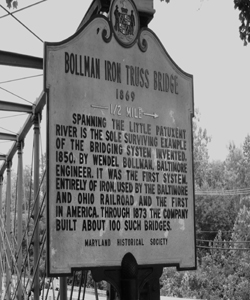 BOLLMAN IRON TRUSS BRIDGE
1869
1/2 MILE
SPANNING THE LITTLE PATUXENT
RIVER IS THE SOLE SURVIVING EXAMPLE
OF THE BRIDGING SYSTEM INVENTED,
1850, BY WENDEL BOLLMAN, BALTIMORE
ENGINEER. IT WAS THE FIRST SYSTEM
ENTIRELY OF IRON, USED BY THE BALTIMORE
AND OHIO RAILROAD AND THE FIRST
IN AMERICA. THROUGH 1873 THE COMPANY
BUILT ABOUT 100 SUCH BRIDGES.
MARYLAND HISTORICAL SOCIETY